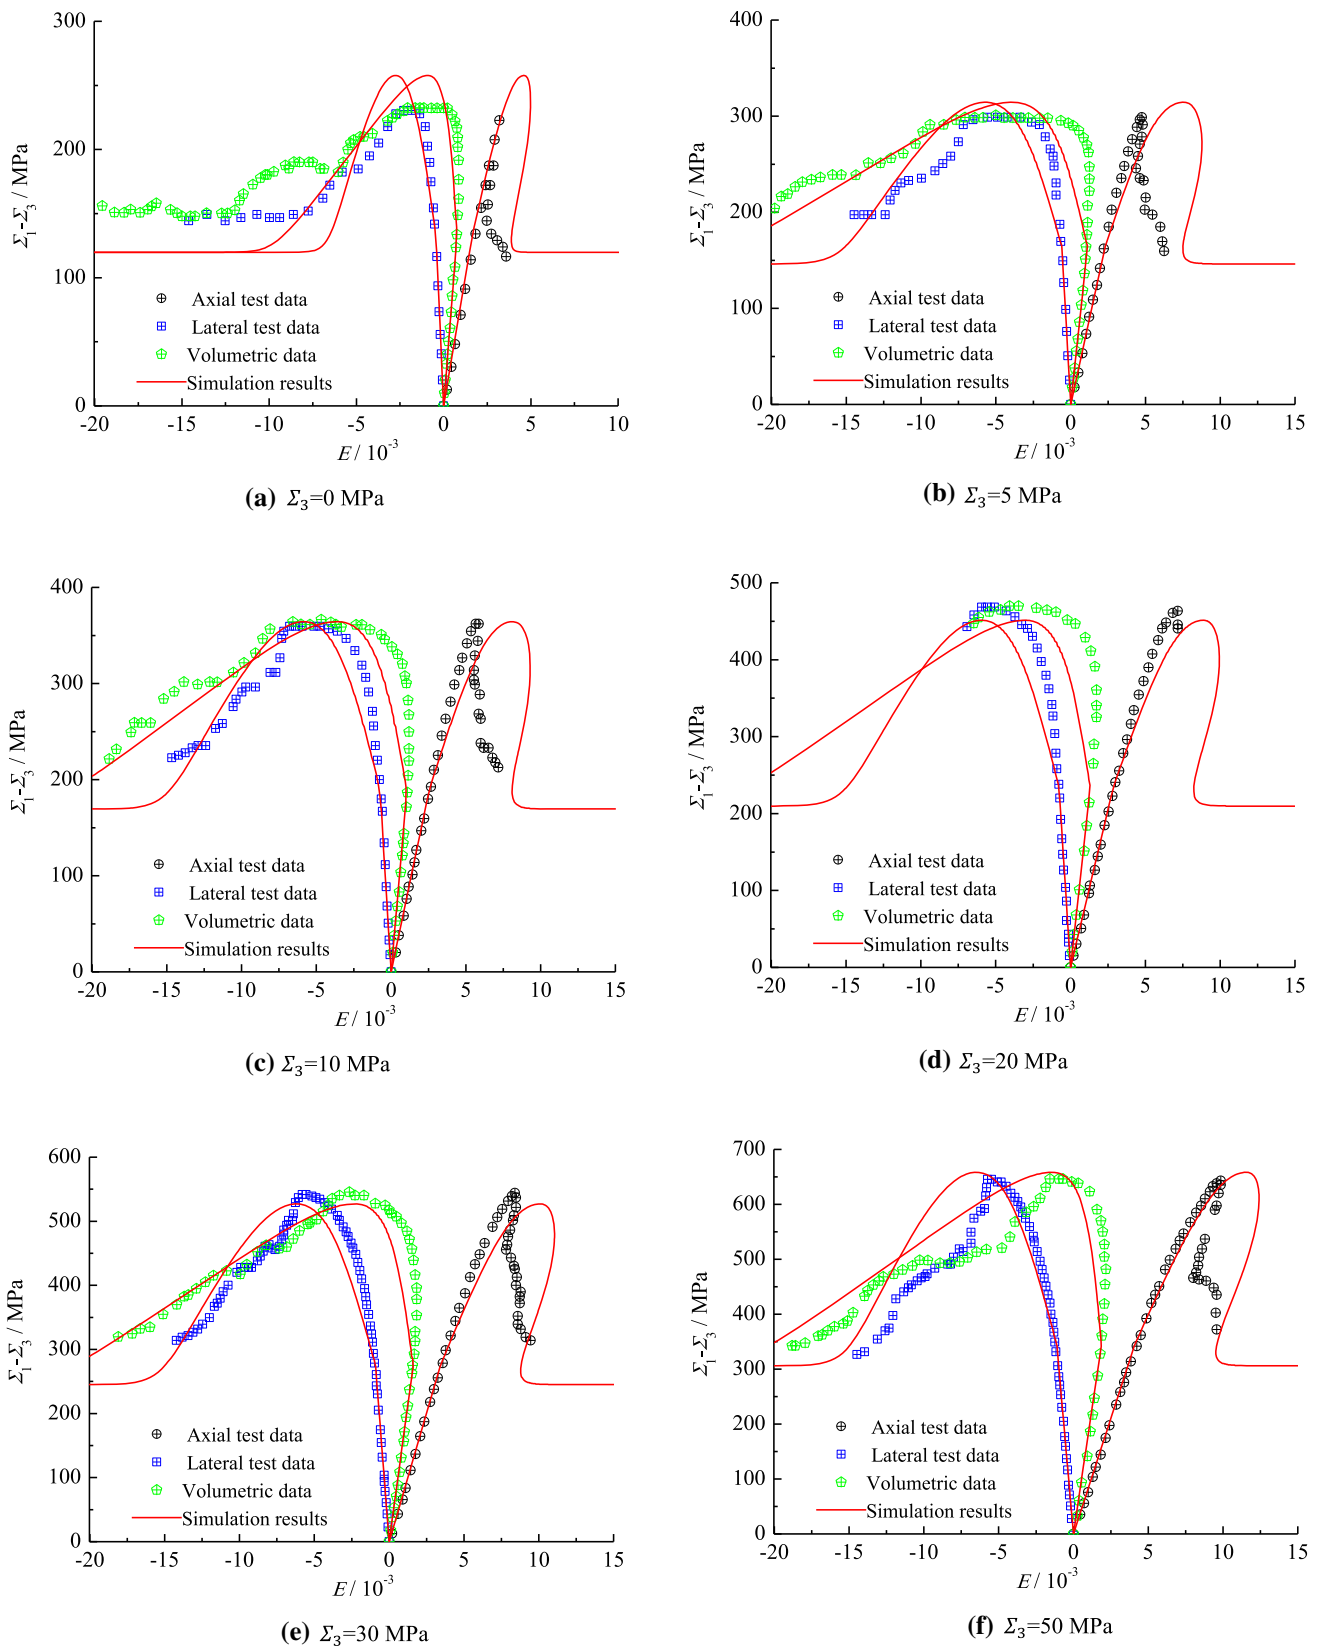 300
200
100
0
Σ₁-Σ₃ / MPa
Axial test data
Lateral test data
Volumetric data
Simulation results
-20 -15 -10 -5 0 5 10
E / 10⁻³
(a) Σ₃=0 MPa
400
300
200
100
0
Σ₁-Σ₃ / MPa
Axial test data
Lateral test data
Volumetric data
Simulation results
-20 -15 -10 -5 0 5 10 15
E / 10⁻³
(b) Σ₃=5 MPa
400
300
200
100
0
Σ₁-Σ₃ / MPa
Axial test data
Lateral test data
Volumetric data
Simulation results
-20 -15 -10 -5 0 5 10 15
E / 10⁻³
(c) Σ₃=10 MPa
500
400
300
200
100
0
Σ₁-Σ₃ / MPa
Axial test data
Lateral test data
Volumetric data
Simulation results
-20 -15 -10 -5 0 5 10 15
E / 10⁻³
(d) Σ₃=20 MPa
600
500
400
300
200
100
0
Σ₁-Σ₃ / MPa
Axial test data
Lateral test data
Volumetric data
Simulation results
-20 -15 -10 -5 0 5 10 15
E / 10⁻³
(e) Σ₃=30 MPa
700
600
500
400
300
200
100
0
Σ₁-Σ₃ / MPa
Axial test data
Lateral test data
Volumetric data
Simulation results
-20 -15 -10 -5 0 5 10 15
E / 10⁻³
(f) Σ₃=50 MPa